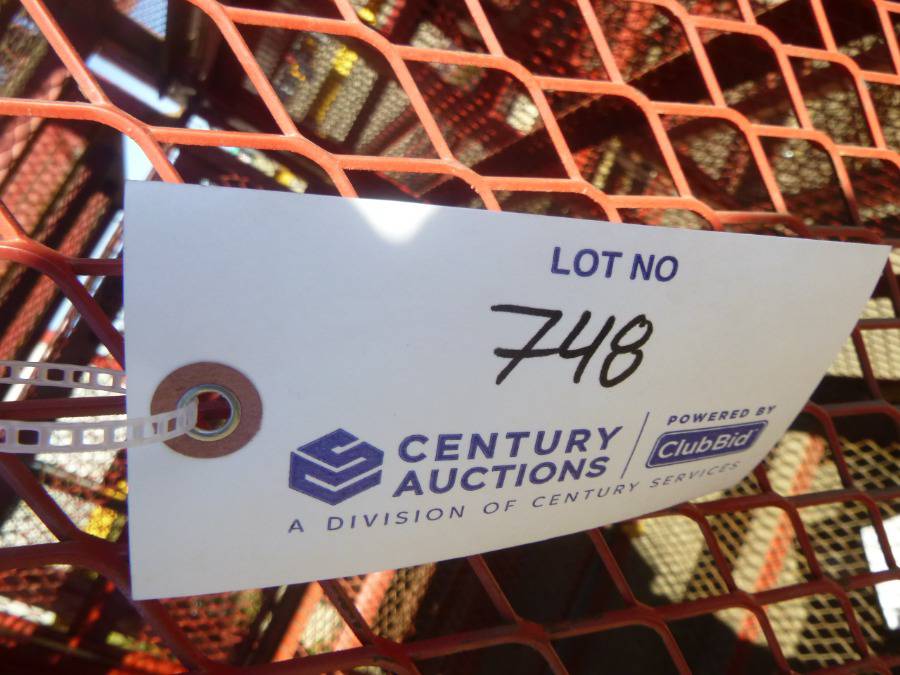 LOT NO
748
CENTURY
AUCTIONS
A DIVISION OF CENTURY SERVICES
POWERED BY
ClubBid